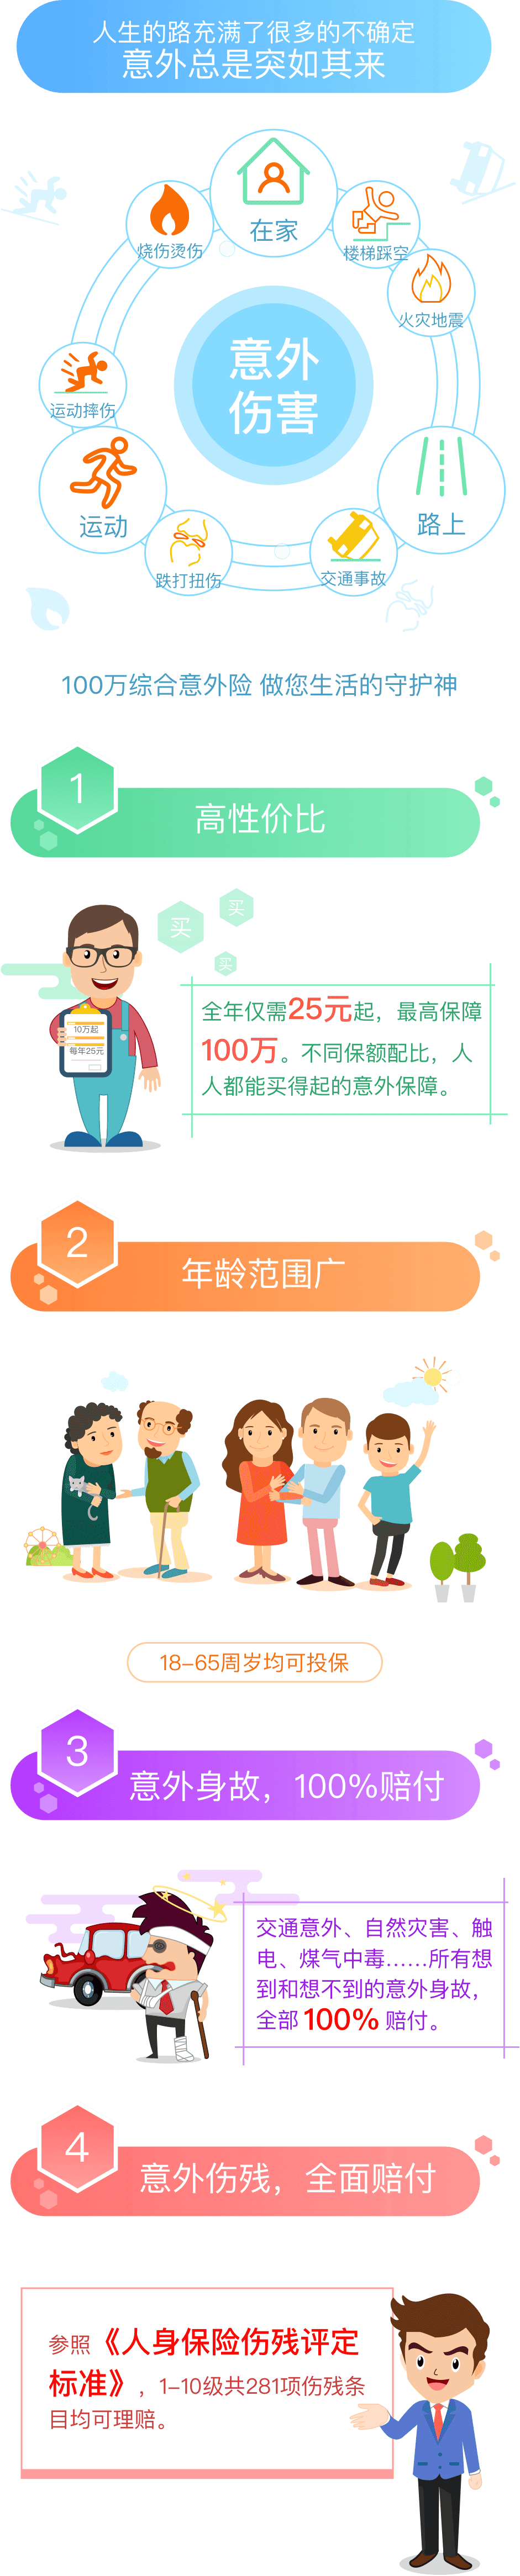 人生的路充满了很多的不确定
意外总是突如其来
在家
烧伤烫伤
楼梯踩空
火灾地震
意外
伤害
运动摔伤
运动
路上
跌打扭伤
交通事故
100万综合意外险 做您生活的守护神
1
高性价比
买
买
买
10万起
每年25元
全年仅需25元起，最高保障
100万。不同保额配比，人
人都能买得起的意外保障。
2
年龄范围广
18-65周岁均可投保
3
意外身故，100%赔付
交通意外、自然灾害、触
电、煤气中毒……所有想
到和想不到的意外身故，
全部 100% 赔付。
4
意外伤残，全面赔付
参照《人身保险伤残评定
标准》，1-10级共281项伤残条
目均可理赔。